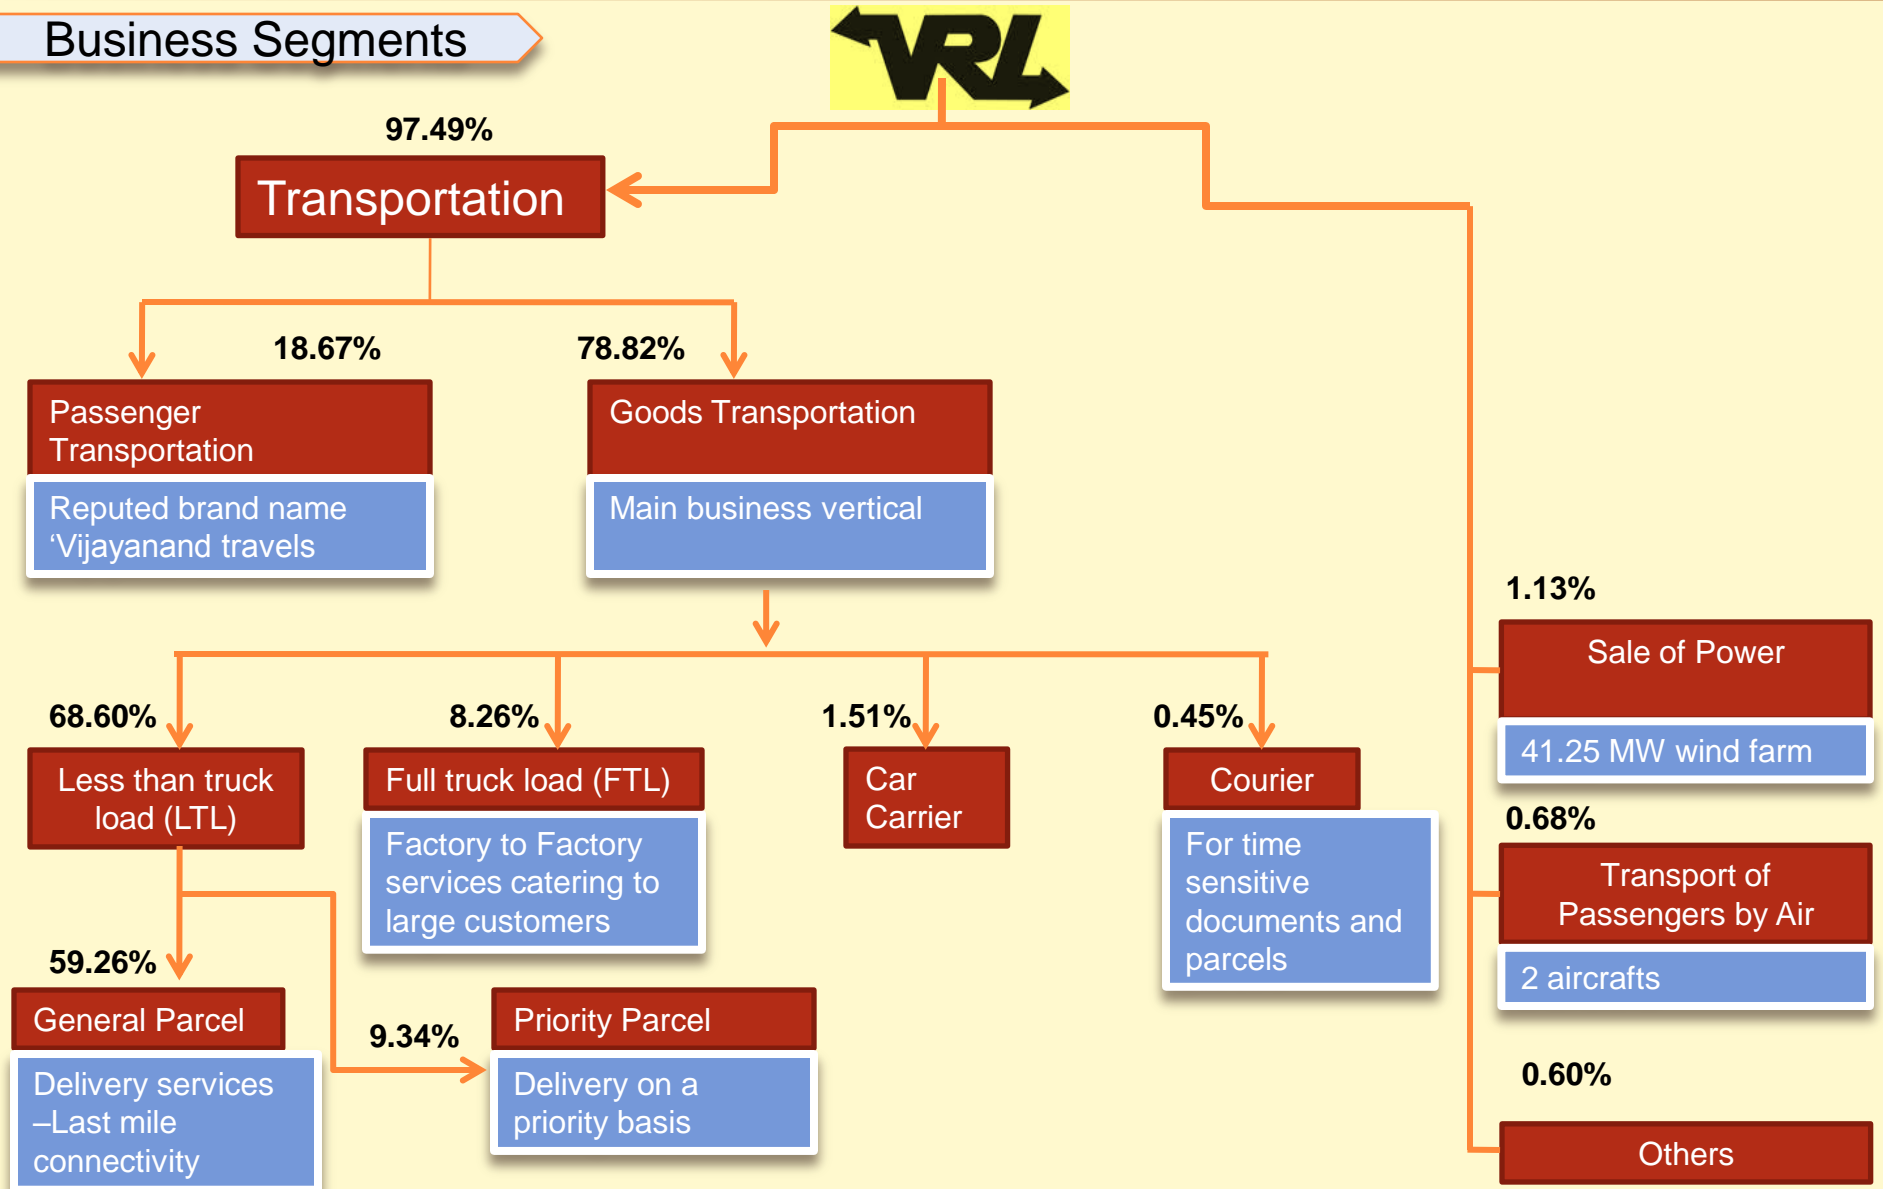 Business Segments
VRL
97.49%
Transportation
18.67%
78.82%
Passenger
Transportation
Reputed brand name
‘Vijayanand travels
Goods Transportation
Main business vertical
68.60%
Less than truck
load (LTL)
8.26%
Full truck load (FTL)
Factory to Factory
services catering to
large customers
1.51%
Car
Carrier
0.45%
Courier
For time
sensitive
documents and
parcels
59.26%
General Parcel
Delivery services
–Last mile
connectivity
9.34%
Priority Parcel
Delivery on a
priority basis
1.13%
Sale of Power
41.25 MW wind farm
0.68%
Transport of
Passengers by Air
2 aircrafts
0.60%
Others